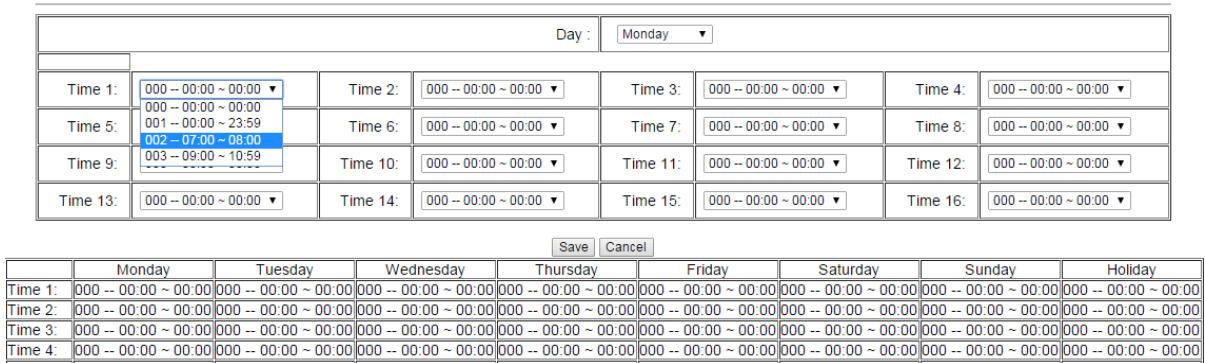 Day : Monday
Time 1: 000 -- 00:00 ~ 00:00 Time 2: 000 -- 00:00 ~ 00:00 Time 3: 000 -- 00:00 ~ 00:00 Time 4: 000 -- 00:00 ~ 00:00
000 -- 00:00 ~ 00:00
001 -- 00:00 ~ 23:59
002 -- 07:00 ~ 08:00
003 -- 09:00 ~ 10:59
Time 5: Time 6: 000 -- 00:00 ~ 00:00 Time 7: 000 -- 00:00 ~ 00:00 Time 8: 000 -- 00:00 ~ 00:00
Time 9: Time 10: 000 -- 00:00 ~ 00:00 Time 11: 000 -- 00:00 ~ 00:00 Time 12: 000 -- 00:00 ~ 00:00
Time 13: 000 -- 00:00 ~ 00:00 Time 14: 000 -- 00:00 ~ 00:00 Time 15: 000 -- 00:00 ~ 00:00 Time 16: 000 -- 00:00 ~ 00:00
Save Cancel
Monday Tuesday Wednesday Thursday Friday Saturday Sunday Holiday
Time 1: 000 -- 00:00 ~ 00:00 000 -- 00:00 ~ 00:00 000 -- 00:00 ~ 00:00 000 -- 00:00 ~ 00:00 000 -- 00:00 ~ 00:00 000 -- 00:00 ~ 00:00 000 -- 00:00 ~ 00:00 000 -- 00:00 ~ 00:00
Time 2: 000 -- 00:00 ~ 00:00 000 -- 00:00 ~ 00:00 000 -- 00:00 ~ 00:00 000 -- 00:00 ~ 00:00 000 -- 00:00 ~ 00:00 000 -- 00:00 ~ 00:00 000 -- 00:00 ~ 00:00 000 -- 00:00 ~ 00:00
Time 3: 000 -- 00:00 ~ 00:00 000 -- 00:00 ~ 00:00 000 -- 00:00 ~ 00:00 000 -- 00:00 ~ 00:00 000 -- 00:00 ~ 00:00 000 -- 00:00 ~ 00:00 000 -- 00:00 ~ 00:00 000 -- 00:00 ~ 00:00
Time 4: 000 -- 00:00 ~ 00:00 000 -- 00:00 ~ 00:00 000 -- 00:00 ~ 00:00 000 -- 00:00 ~ 00:00 000 -- 00:00 ~ 00:00 000 -- 00:00 ~ 00:00 000 -- 00:00 ~ 00:00 000 -- 00:00 ~ 00:00